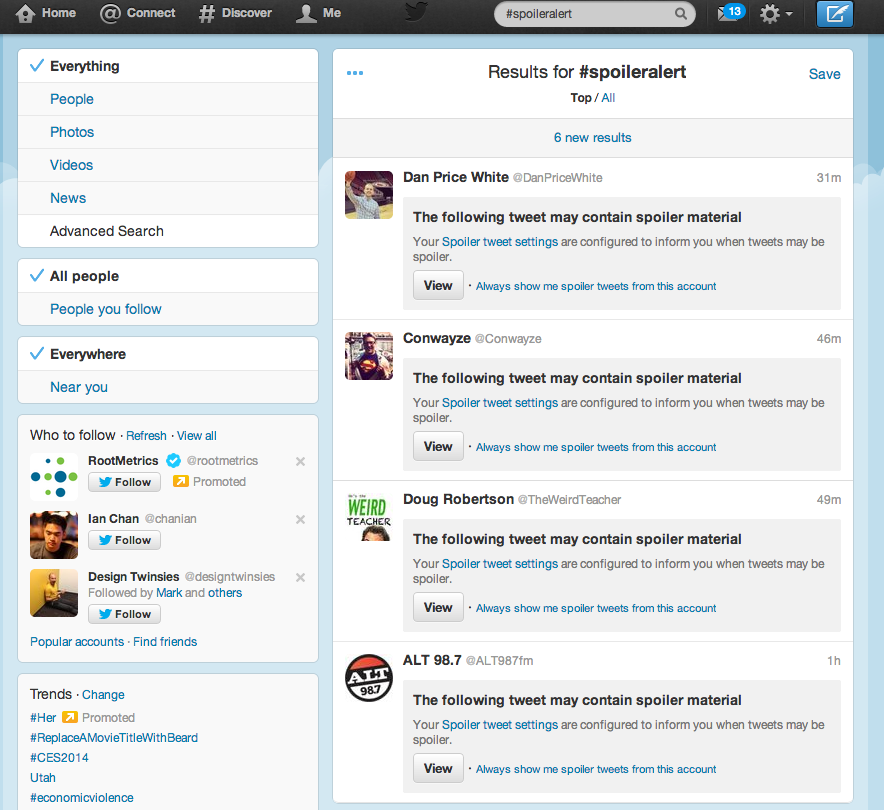 Home
Connect
Discover
Me
#spoileralert
13
Everything
People
Photos
Videos
News
Advanced Search
All people
People you follow
Everywhere
Near you
Who to follow · Refresh · View all
RootMetrics @rootmetrics
Follow Promoted
Ian Chan @chanian
Follow
Design Twinsies @designtwinsies
Followed by Mark and others
Follow
Popular accounts · Find friends
Trends · Change
#Her Promoted
#ReplaceAMovieTitleWithBeard
#CES2014
Utah
#economicviolence
Results for #spoileralert
Save
Top / All
6 new results
Dan Price White @DanPriceWhite 31m
The following tweet may contain spoiler material
Your Spoiler tweet settings are configured to inform you when tweets may be
spoiler.
View · Always show me spoiler tweets from this account
Conwayze @Conwayze 46m
The following tweet may contain spoiler material
Your Spoiler tweet settings are configured to inform you when tweets may be
spoiler.
View · Always show me spoiler tweets from this account
He's the
WEIRD
TEACHER
Doug Robertson @TheWeirdTeacher 49m
The following tweet may contain spoiler material
Your Spoiler tweet settings are configured to inform you when tweets may be
spoiler.
View · Always show me spoiler tweets from this account
ALT
98.7
ALT 98.7 @ALT987fm 1h
The following tweet may contain spoiler material
Your Spoiler tweet settings are configured to inform you when tweets may be
spoiler.
View · Always show me spoiler tweets from this account